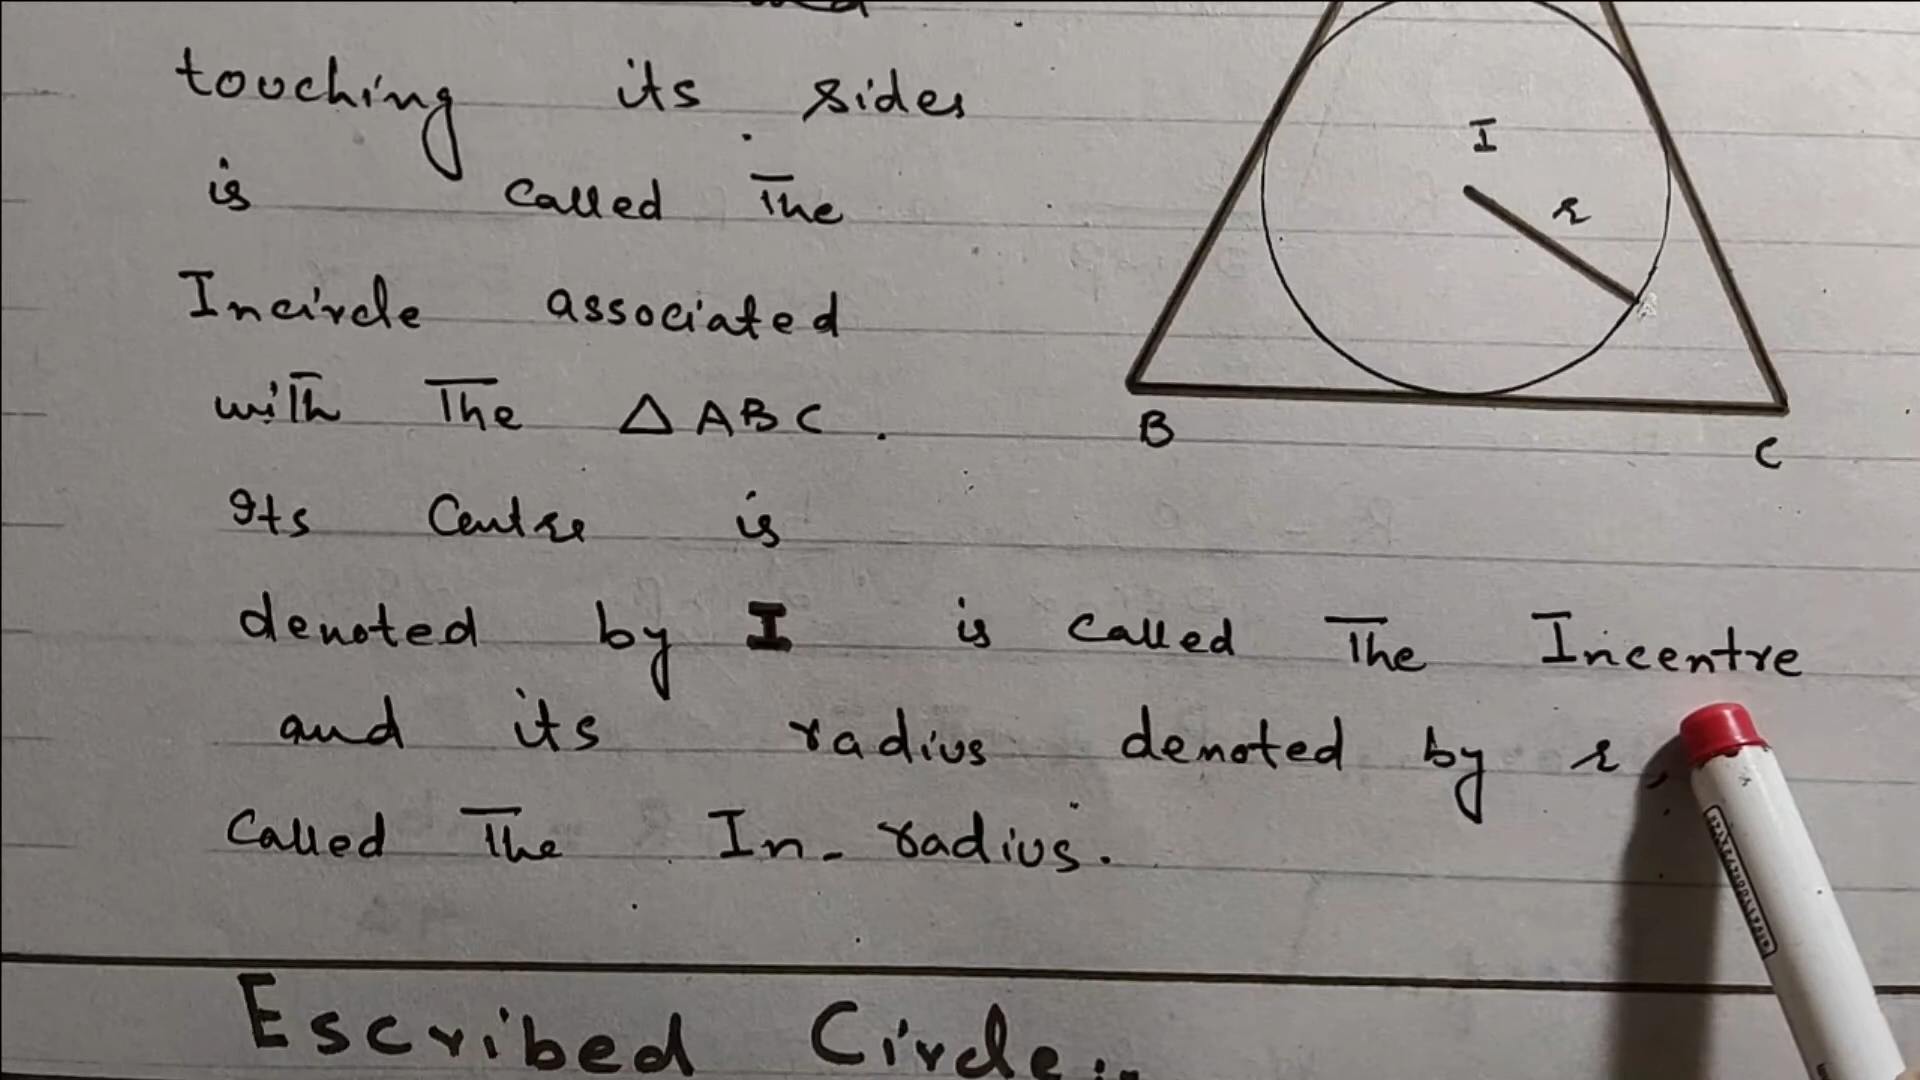 touching its sides
is called the
Incircle associated
with the △ABC.
Its Centre is
denoted by I is called the Incentre
and its radius denoted by r,
called the In-radius.
Escribed Circle:-
I
r
B
C